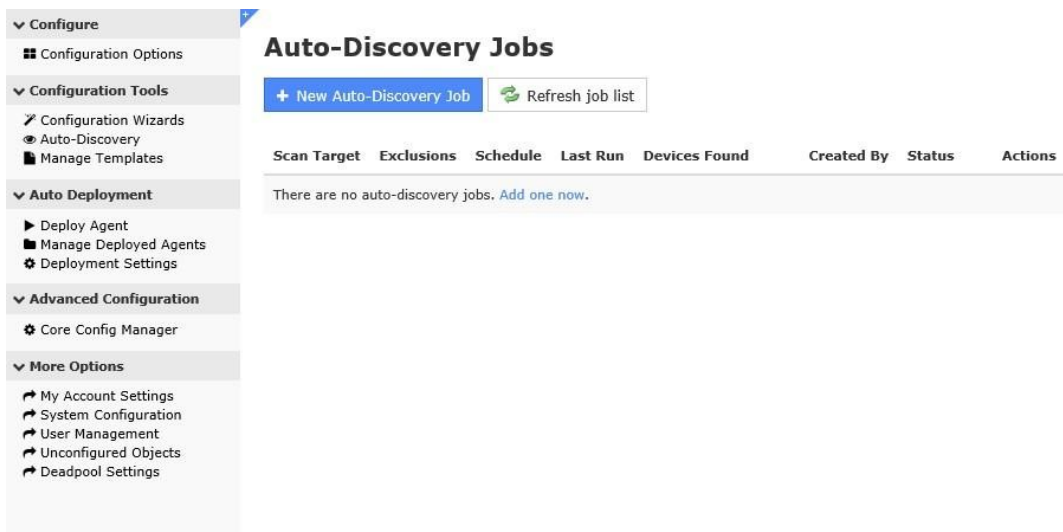 Configure
Configuration Options
Configuration Tools
Configuration Wizards
Auto-Discovery
Manage Templates
Auto Deployment
Deploy Agent
Manage Deployed Agents
Deployment Settings
Advanced Configuration
Core Config Manager
More Options
My Account Settings
System Configuration
User Management
Unconfigured Objects
Deadpool Settings
Auto-Discovery Jobs
+ New Auto-Discovery Job Refresh job list
Scan Target Exclusions Schedule Last Run Devices Found Created By Status Actions
There are no auto-discovery jobs. Add one now.